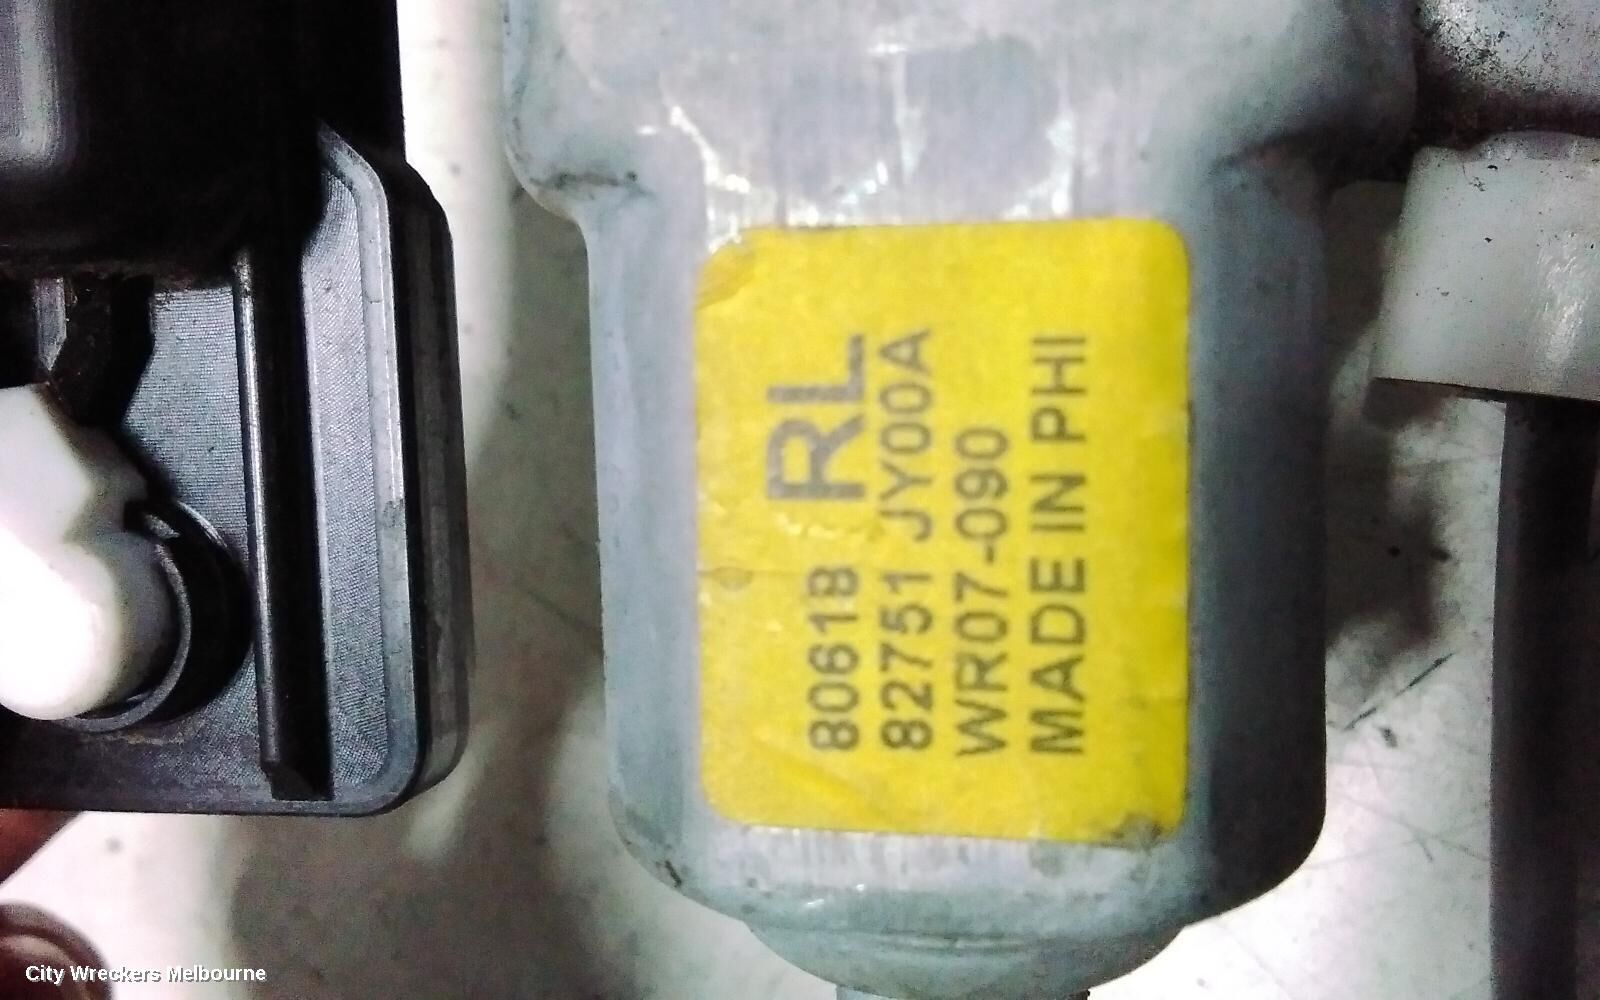 80618 RL
82751 JY00A
WR07-090
MADE IN PHI
City Wreckers Melbourne